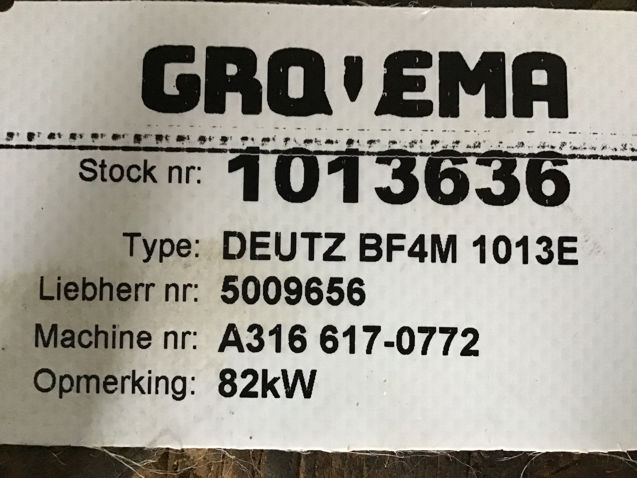 GROEMA
Stock nr: 1013636
Type: DEUTZ BF4M 1013E
Liebherr nr: 5009656
Machine nr: A316 617-0772
Opmerking: 82kW